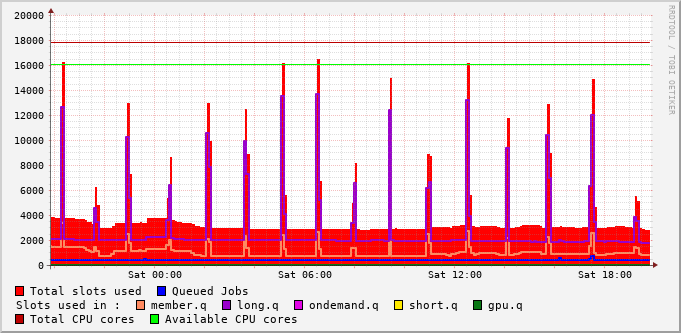 20000
18000
16000
14000
12000
10000
8000
6000
4000
2000
0
Sat 00:00 Sat 06:00 Sat 12:00 Sat 18:00
RRDTOOL / TOBI OETIKER
Total slots used Queued Jobs
Slots used in : member.q long.q ondemand.q short.q gpu.q
Total CPU cores Available CPU cores